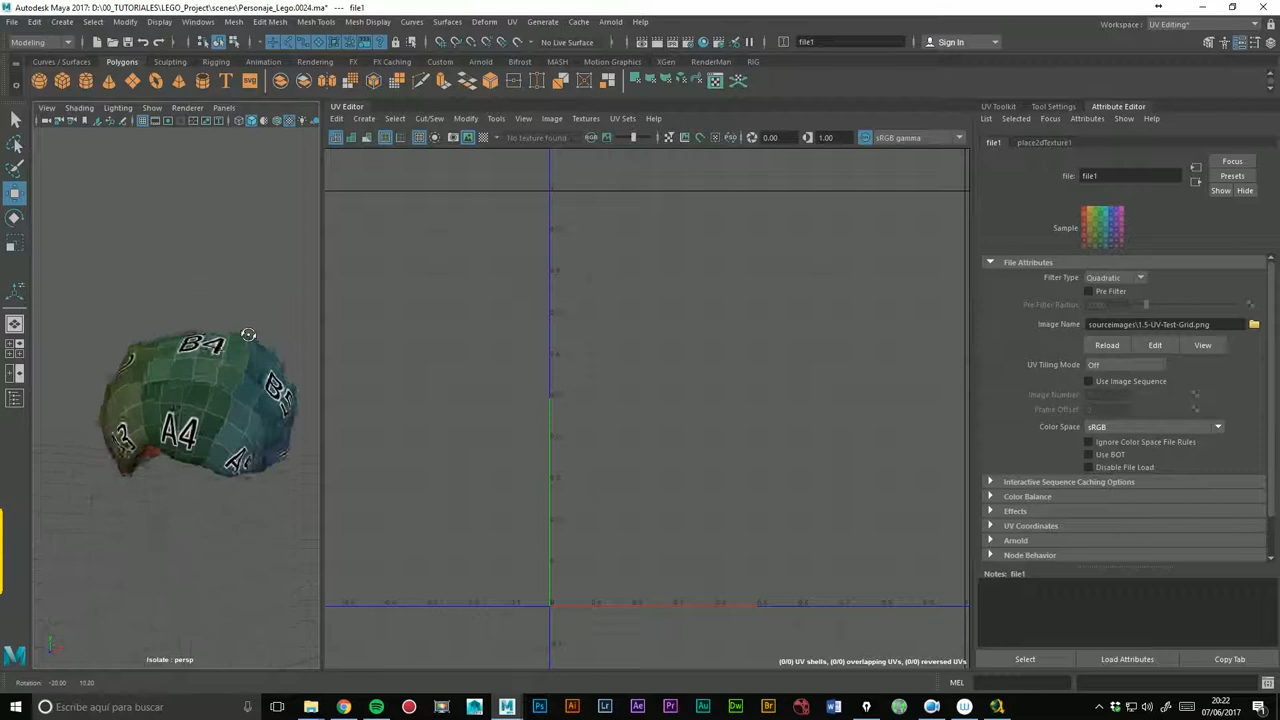 Autodesk Maya 2017: D:\00_TUTORIALES\LEGO_Project\scenes\Personaje_Lego.0024.ma* --- file1
File Edit Create Select Modify Display Windows Mesh Edit Mesh Mesh Tools Mesh Display Curves Surfaces Deform UV Generate Cache Arnold Help
Workspace : UV Editing*
Modeling No Live Surface file1 Sign In
Curves / Surfaces Polygons Sculpting Rigging Animation Rendering FX FX Caching Custom Arnold Bifrost MASH Motion Graphics XGen RenderMan RIG
View Shading Lighting Show Renderer Panels
UV Editor
UV Toolkit Tool Settings Attribute Editor
Edit Create Select Cut/Sew Modify Tools View Image Textures UV Sets Help
List Selected Focus Attributes Show Help
No texture found 0.00 1.00 sRGB gamma
file1 place2dTexture1
Focus
file: file1 Presets
Show Hide
Sample
File Attributes
Filter Type Quadratic
Pre Filter
Pre Filter Radius
Image Name sourceimages\1.5-UV-Test-Grid.png
Reload Edit View
UV Tiling Mode Off
Use Image Sequence
Image Number
Frame Offset
Color Space sRGB
Ignore Color Space File Rules
Use BOT
Disable File Load
Interactive Sequence Caching Options
Color Balance
Effects
UV Coordinates
Arnold
Node Behavior
Notes: file1
B4
B5
A4
Isolate : persp
(0/0) UV shells, (0/0) overlapping UVs, (0/0) reversed UVs
Select Load Attributes Copy Tab
MEL
Escribe aquí para buscar
20:22
07/06/2017